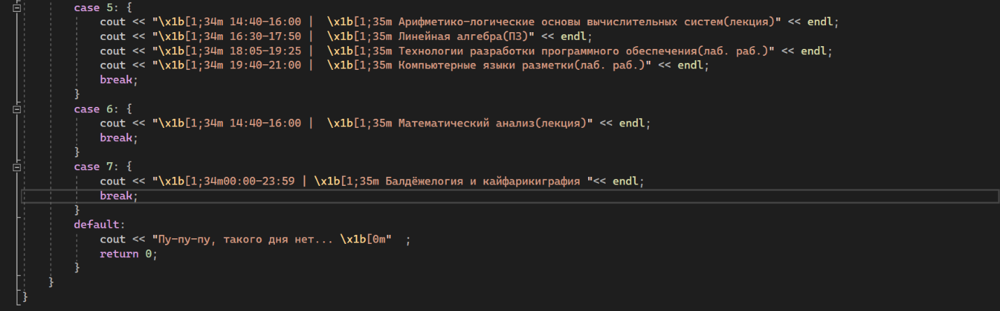 case 5: {
cout << "\x1b[1;34m 14:40-16:00 |  \x1b[1;35m Арифметико-логические основы вычислительных систем(лекция)" << endl;
cout << "\x1b[1;34m 16:30-17:50 |  \x1b[1;35m Линейная алгебра(ПЗ)" << endl;
cout << "\x1b[1;34m 18:05-19:25 |  \x1b[1;35m Технологии разработки программного обеспечения(лаб. раб.)" << endl;
cout << "\x1b[1;34m 19:40-21:00 |  \x1b[1;35m Компьютерные языки разметки(лаб. раб.)" << endl;
break;
}
case 6: {
cout << "\x1b[1;34m 14:40-16:00 |  \x1b[1;35m Математический анализ(лекция)" << endl;
break;
}
case 7: {
cout << "\x1b[1;34m00:00-23:59 | \x1b[1;35m Балдёжелогия и кайфарикиграфия "<< endl;
break;
}
default:
cout << "Пу-пу-пу, такого дня нет... \x1b[0m"  ;
return 0;
}
}
}